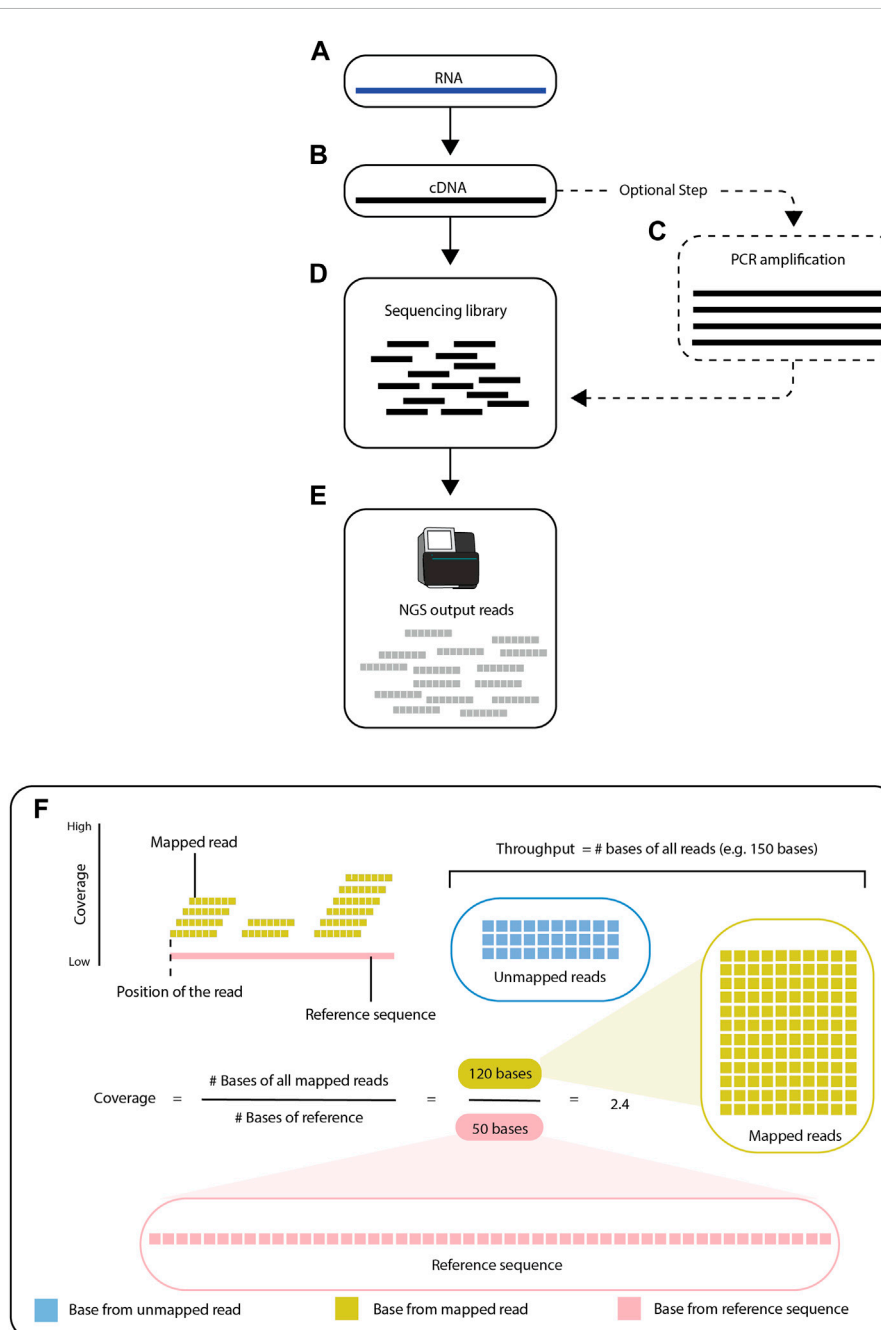 A
RNA
B
cDNA
Optional Step
C
PCR amplification
D
Sequencing library
E
NGS output reads
F
High
Coverage
Low
Mapped read
Position of the read
Reference sequence
Throughput = # bases of all reads (e.g. 150 bases)
Unmapped reads
Mapped reads
Coverage = # Bases of all mapped reads = 120 bases = 2.4
# Bases of reference
50 bases
Reference sequence
Base from unmapped read
Base from mapped read
Base from reference sequence